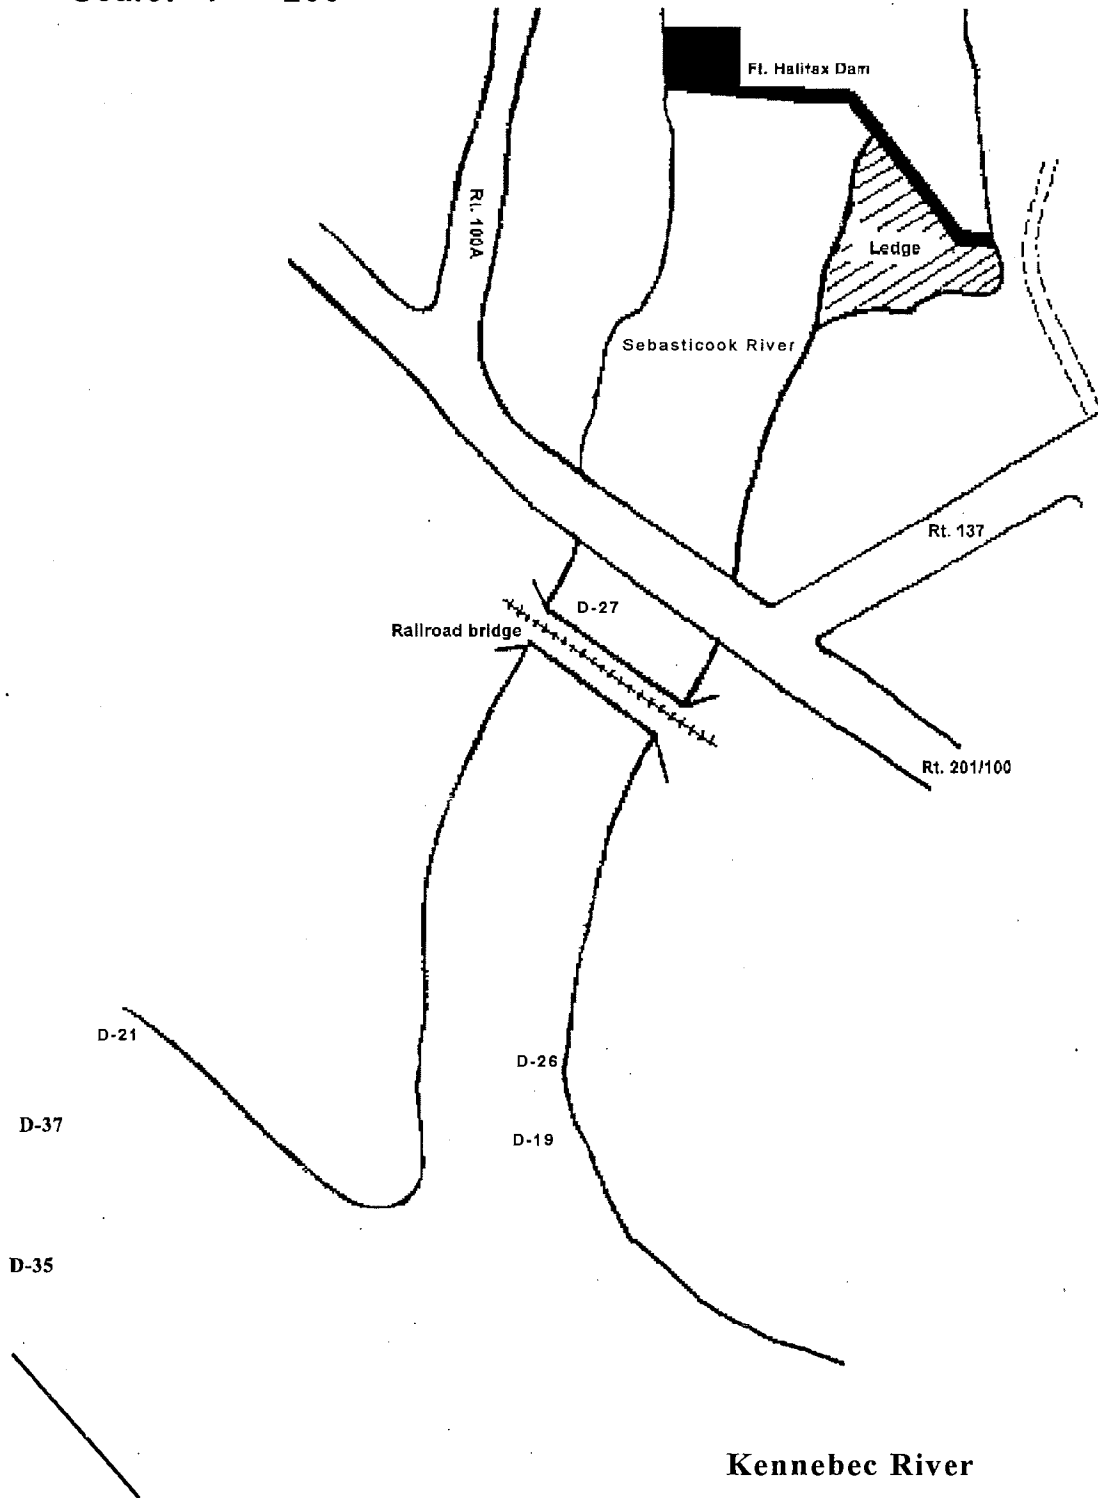 Ft. Halifax Dam
Rt. 100A
Ledge
Sebasticook River
Rt. 137
D-27
Railroad bridge
Rt. 201/100
D-21
D-26
D-37
D-19
D-35
Kennebec River